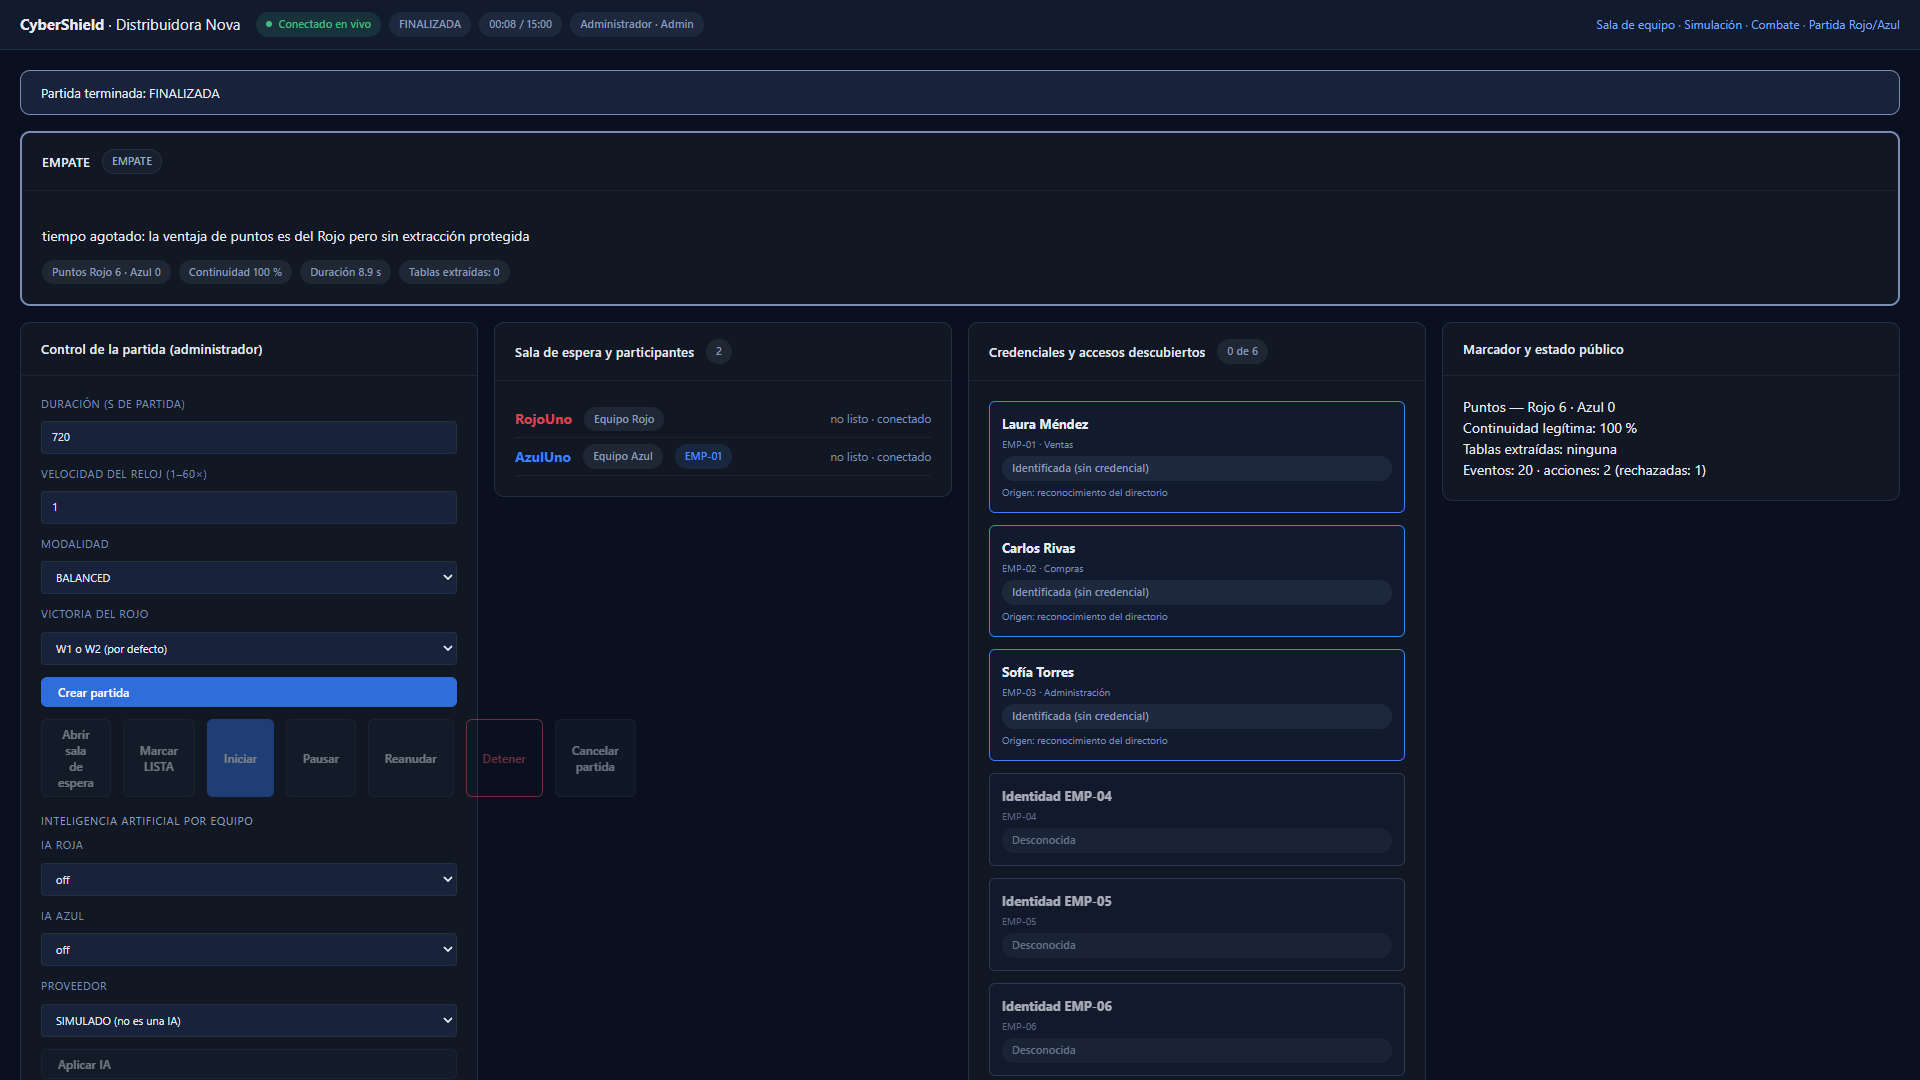 CyberShield · Distribuidora Nova
Conectado en vivo
FINALIZADA
00:08 / 15:00
Administrador · Admin
Sala de equipo · Simulación · Combate · Partida Rojo/Azul
Partida terminada: FINALIZADA
EMPATE
EMPATE
tiempo agotado: la ventaja de puntos es del Rojo pero sin extracción protegida
Puntos Rojo 6 · Azul 0
Continuidad 100 %
Duración 8.9 s
Tablas extraídas: 0
Control de la partida (administrador)
DURACIÓN (S DE PARTIDA)
720
VELOCIDAD DEL RELOJ (1–60×)
1
MODALIDAD
BALANCED
VICTORIA DEL ROJO
W1 o W2 (por defecto)
Crear partida
Abrir
sala
de
espera
Marcar
LISTA
Iniciar
Pausar
Reanudar
Detener
Cancelar
partida
INTELIGENCIA ARTIFICIAL POR EQUIPO
IA ROJA
off
IA AZUL
off
PROVEEDOR
SIMULADO (no es una IA)
Aplicar IA
Sala de espera y participantes
2
RojoUno
Equipo Rojo
no listo · conectado
AzulUno
Equipo Azul
EMP-01
no listo · conectado
Credenciales y accesos descubiertos
0 de 6
Laura Méndez
EMP-01 · Ventas
Identificada (sin credencial)
Origen: reconocimiento del directorio
Carlos Rivas
EMP-02 · Compras
Identificada (sin credencial)
Origen: reconocimiento del directorio
Sofía Torres
EMP-03 · Administración
Identificada (sin credencial)
Origen: reconocimiento del directorio
Identidad EMP-04
EMP-04
Desconocida
Identidad EMP-05
EMP-05
Desconocida
Identidad EMP-06
EMP-06
Desconocida
Marcador y estado público
Puntos — Rojo 6 · Azul 0
Continuidad legítima: 100 %
Tablas extraídas: ninguna
Eventos: 20 · acciones: 2 (rechazadas: 1)